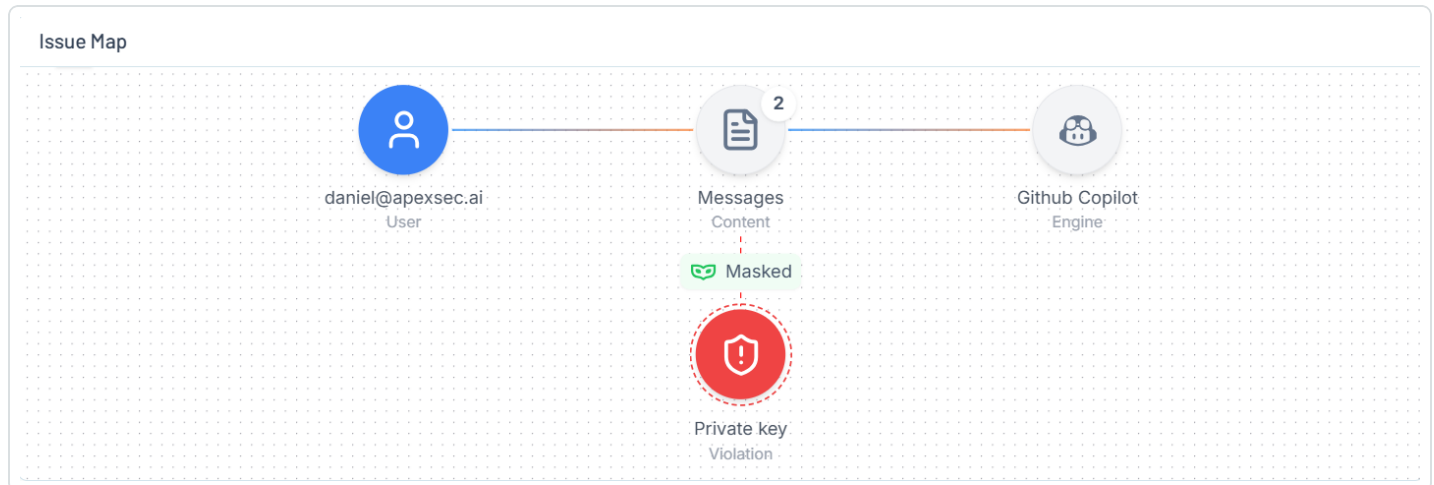 Issue Map
2
daniel@apexsec.ai
User
Messages
Content
Github Copilot
Engine
Masked
Private key
Violation